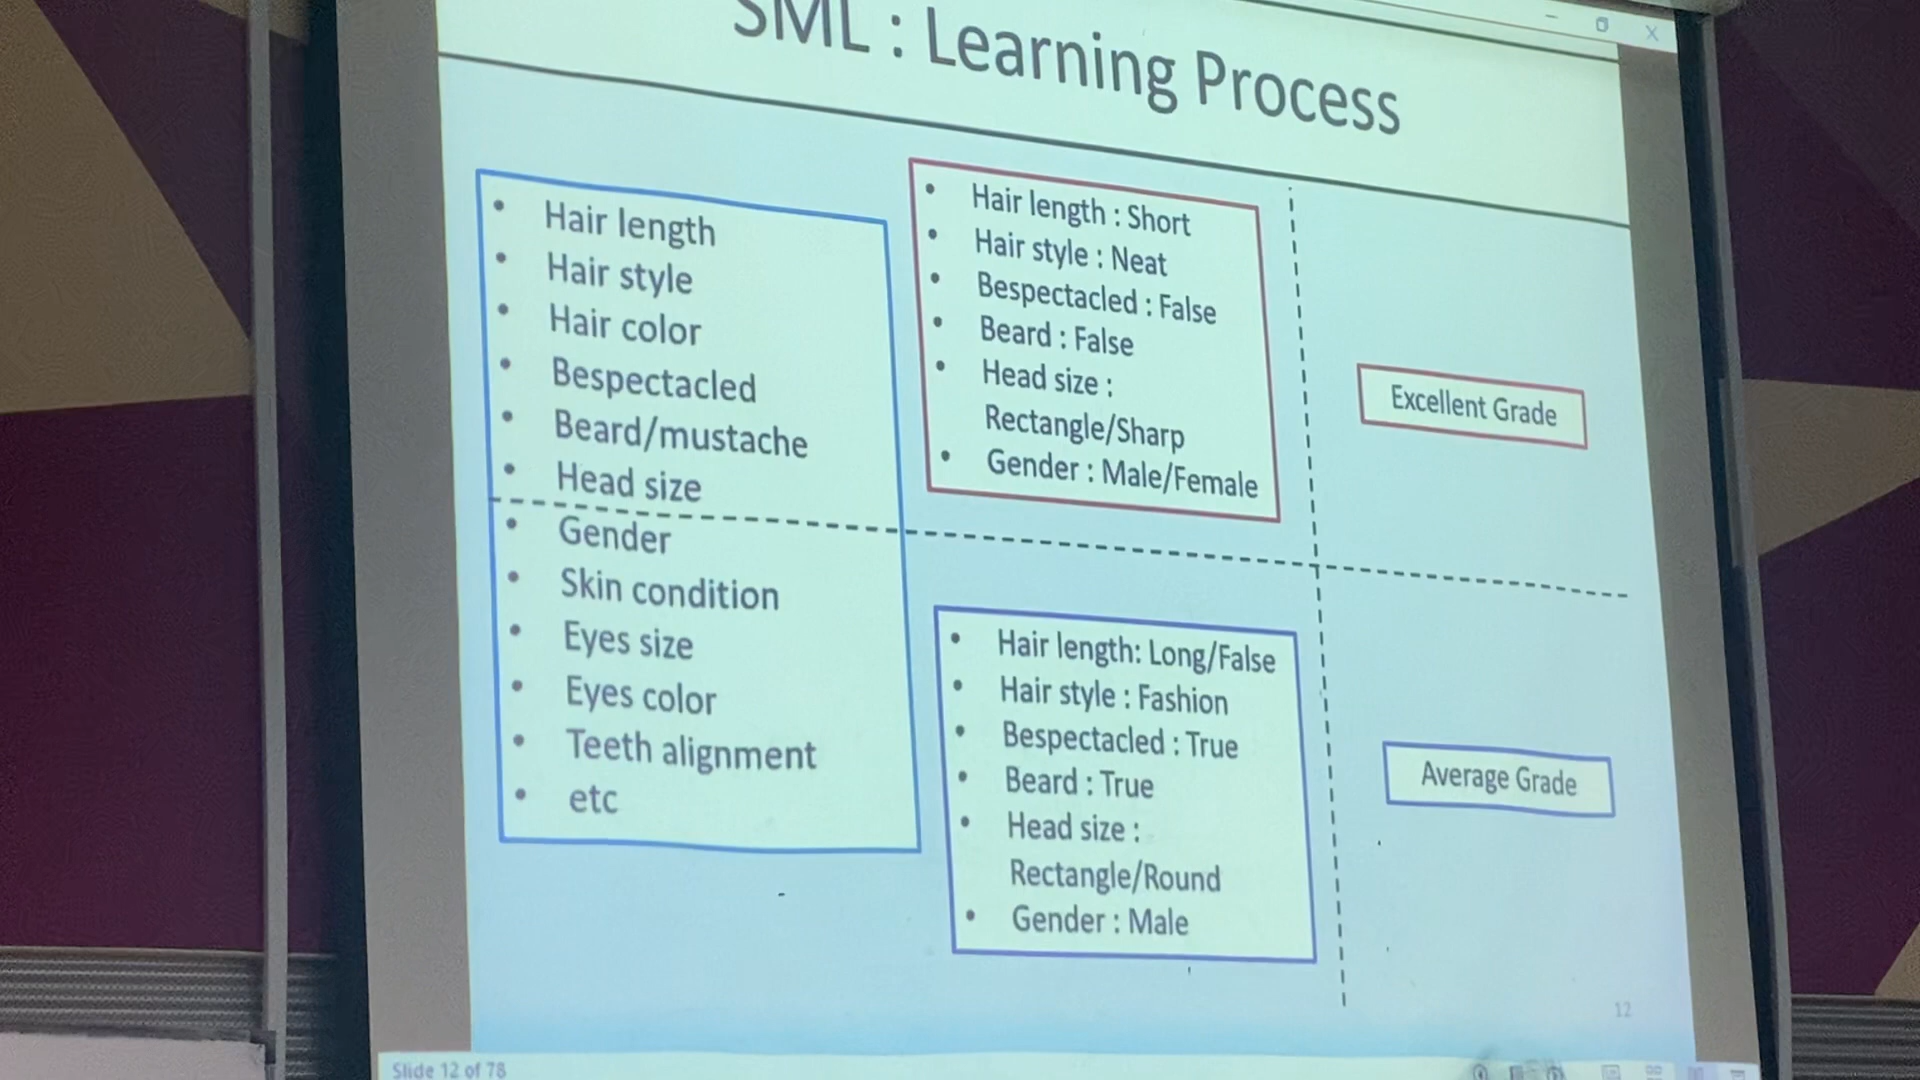 SML : Learning Process
• Hair length
• Hair style
• Hair color
• Bespectacled
• Beard/mustache
• Head size
• Gender
• Skin condition
• Eyes size
• Eyes color
• Teeth alignment
• etc
• Hair length : Short
• Hair style : Neat
• Bespectacled : False
• Beard : False
• Head size :
Rectangle/Sharp
• Gender : Male/Female
Excellent Grade
• Hair length: Long/False
• Hair style : Fashion
• Bespectacled : True
• Beard : True
• Head size :
Rectangle/Round
• Gender : Male
Average Grade
12
Slide 12 of 78